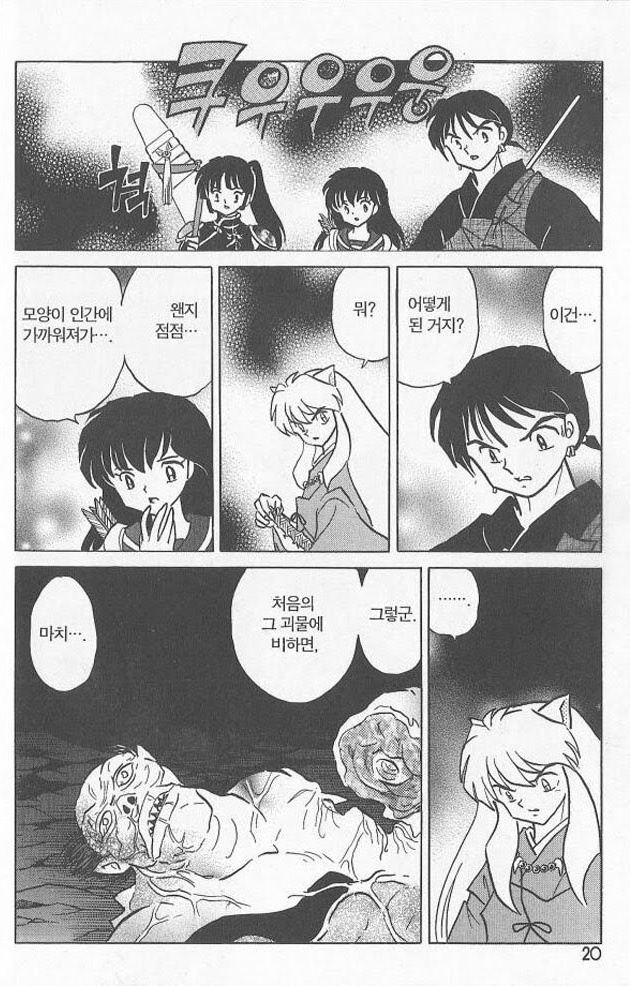 쿠우우우웅
이건….
어떻게
된 거지?
뭐?
왠지
점점…
모양이 인간에
가까워져가….
…….
그렇군.
처음의
그 괴물에
비하면,
마치….
20